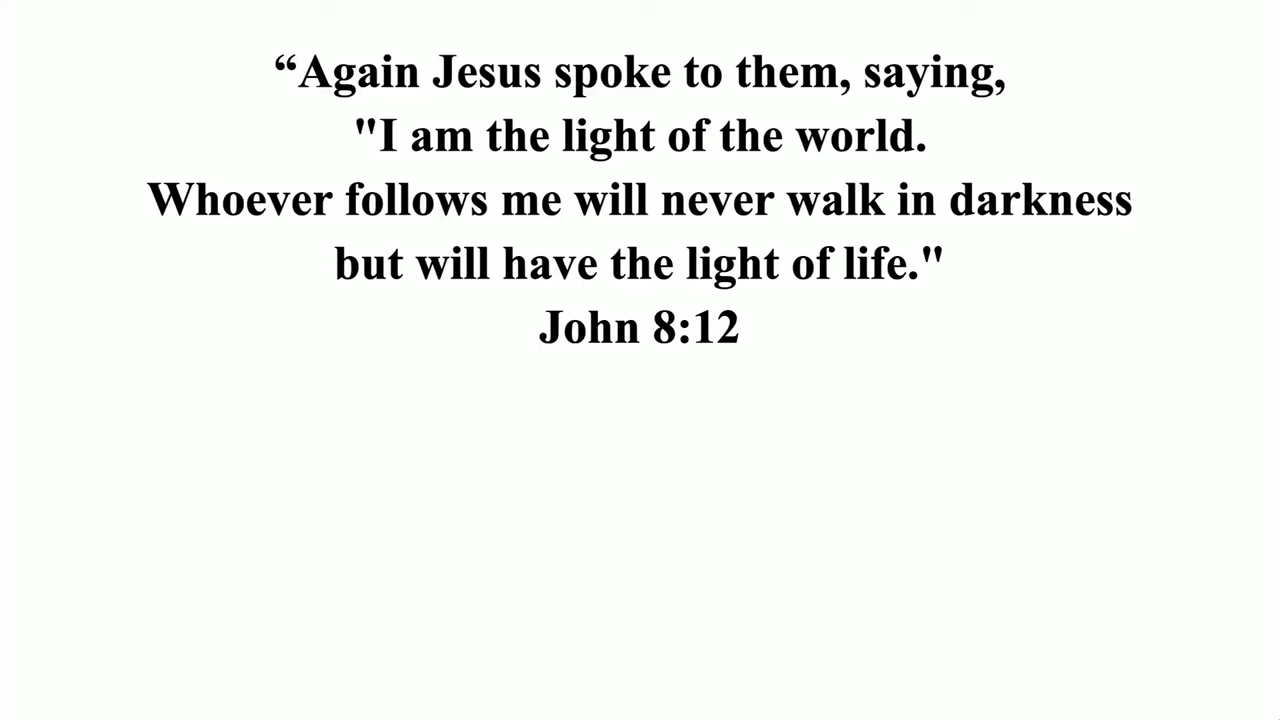 “Again Jesus spoke to them, saying,
"I am the light of the world.
Whoever follows me will never walk in darkness
but will have the light of life."
John 8:12